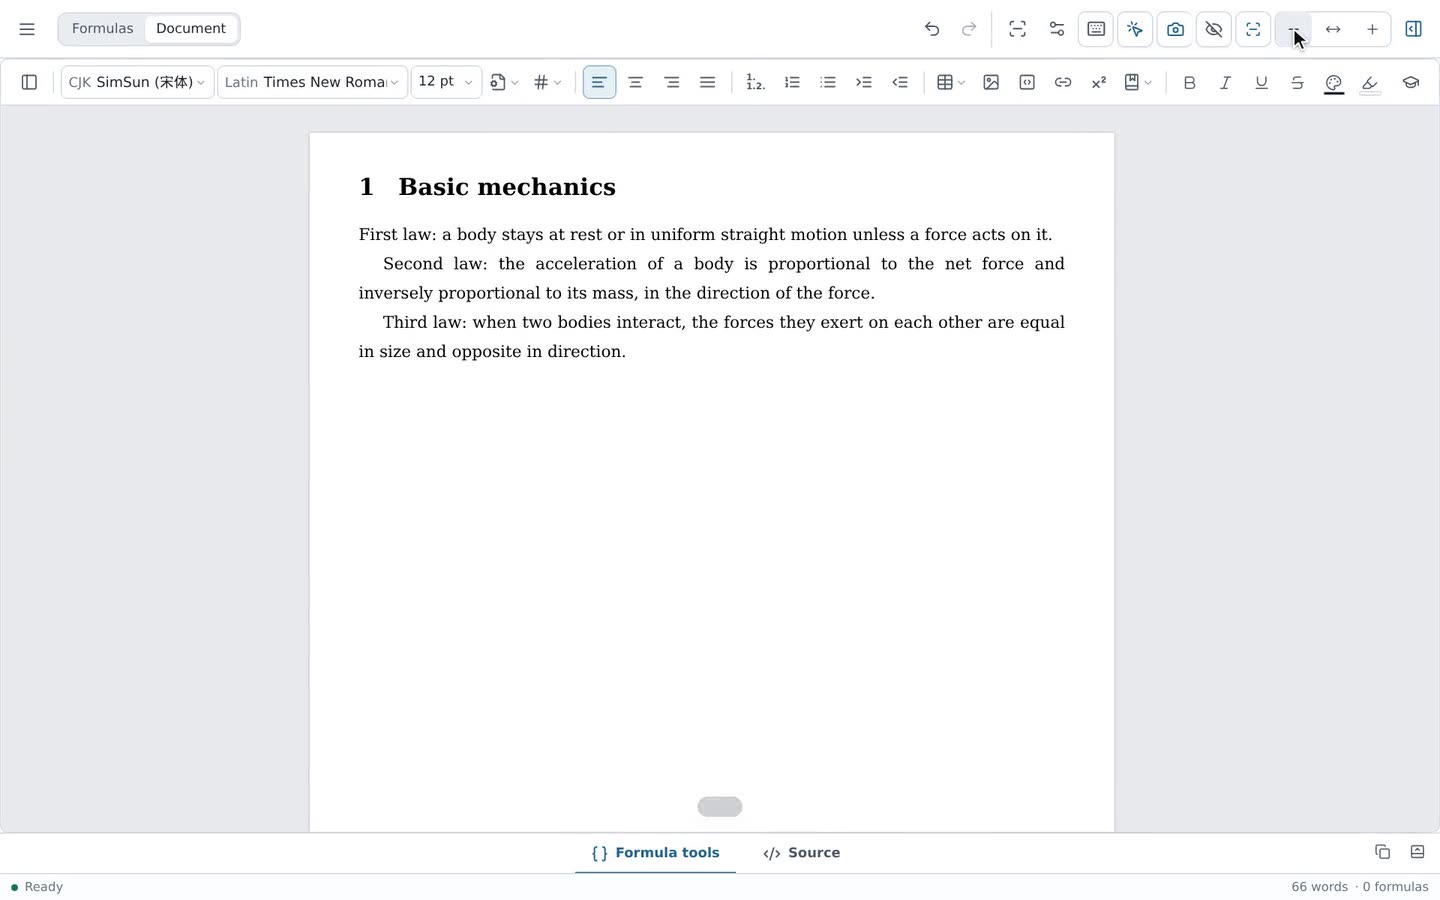 Formulas Document
CJK SimSun (宋体) Latin Times New Roma 12 pt
1 Basic mechanics
First law: a body stays at rest or in uniform straight motion unless a force acts on it.
Second law: the acceleration of a body is proportional to the net force and
inversely proportional to its mass, in the direction of the force.
Third law: when two bodies interact, the forces they exert on each other are equal
in size and opposite in direction.
{ } Formula tools </> Source
Ready 66 words · 0 formulas